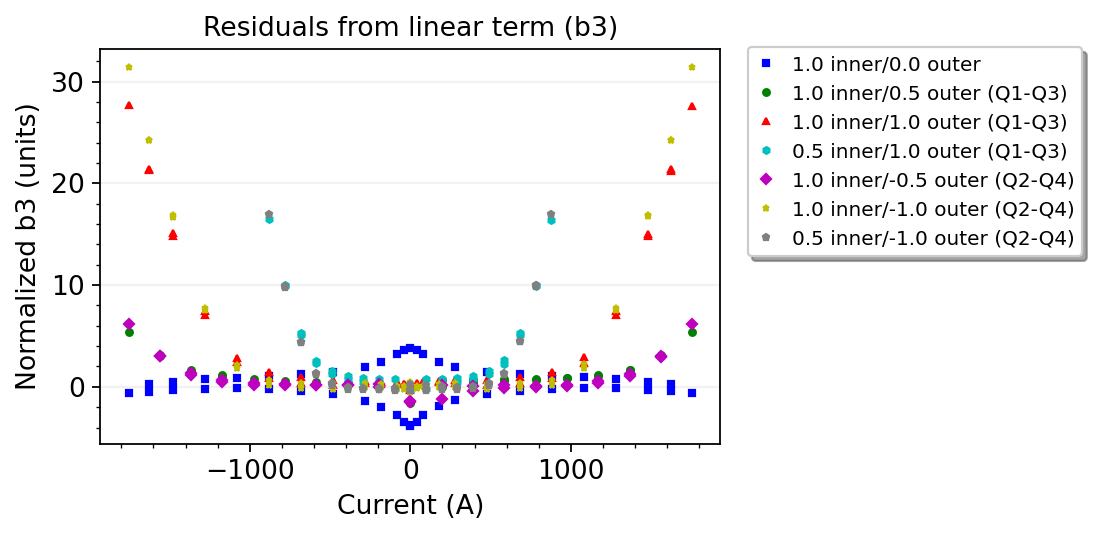 Residuals from linear term (b3)
Normalized b3 (units)
30
20
10
0
−1000
0
1000
Current (A)
1.0 inner/0.0 outer
1.0 inner/0.5 outer (Q1-Q3)
1.0 inner/1.0 outer (Q1-Q3)
0.5 inner/1.0 outer (Q1-Q3)
1.0 inner/-0.5 outer (Q2-Q4)
1.0 inner/-1.0 outer (Q2-Q4)
0.5 inner/-1.0 outer (Q2-Q4)